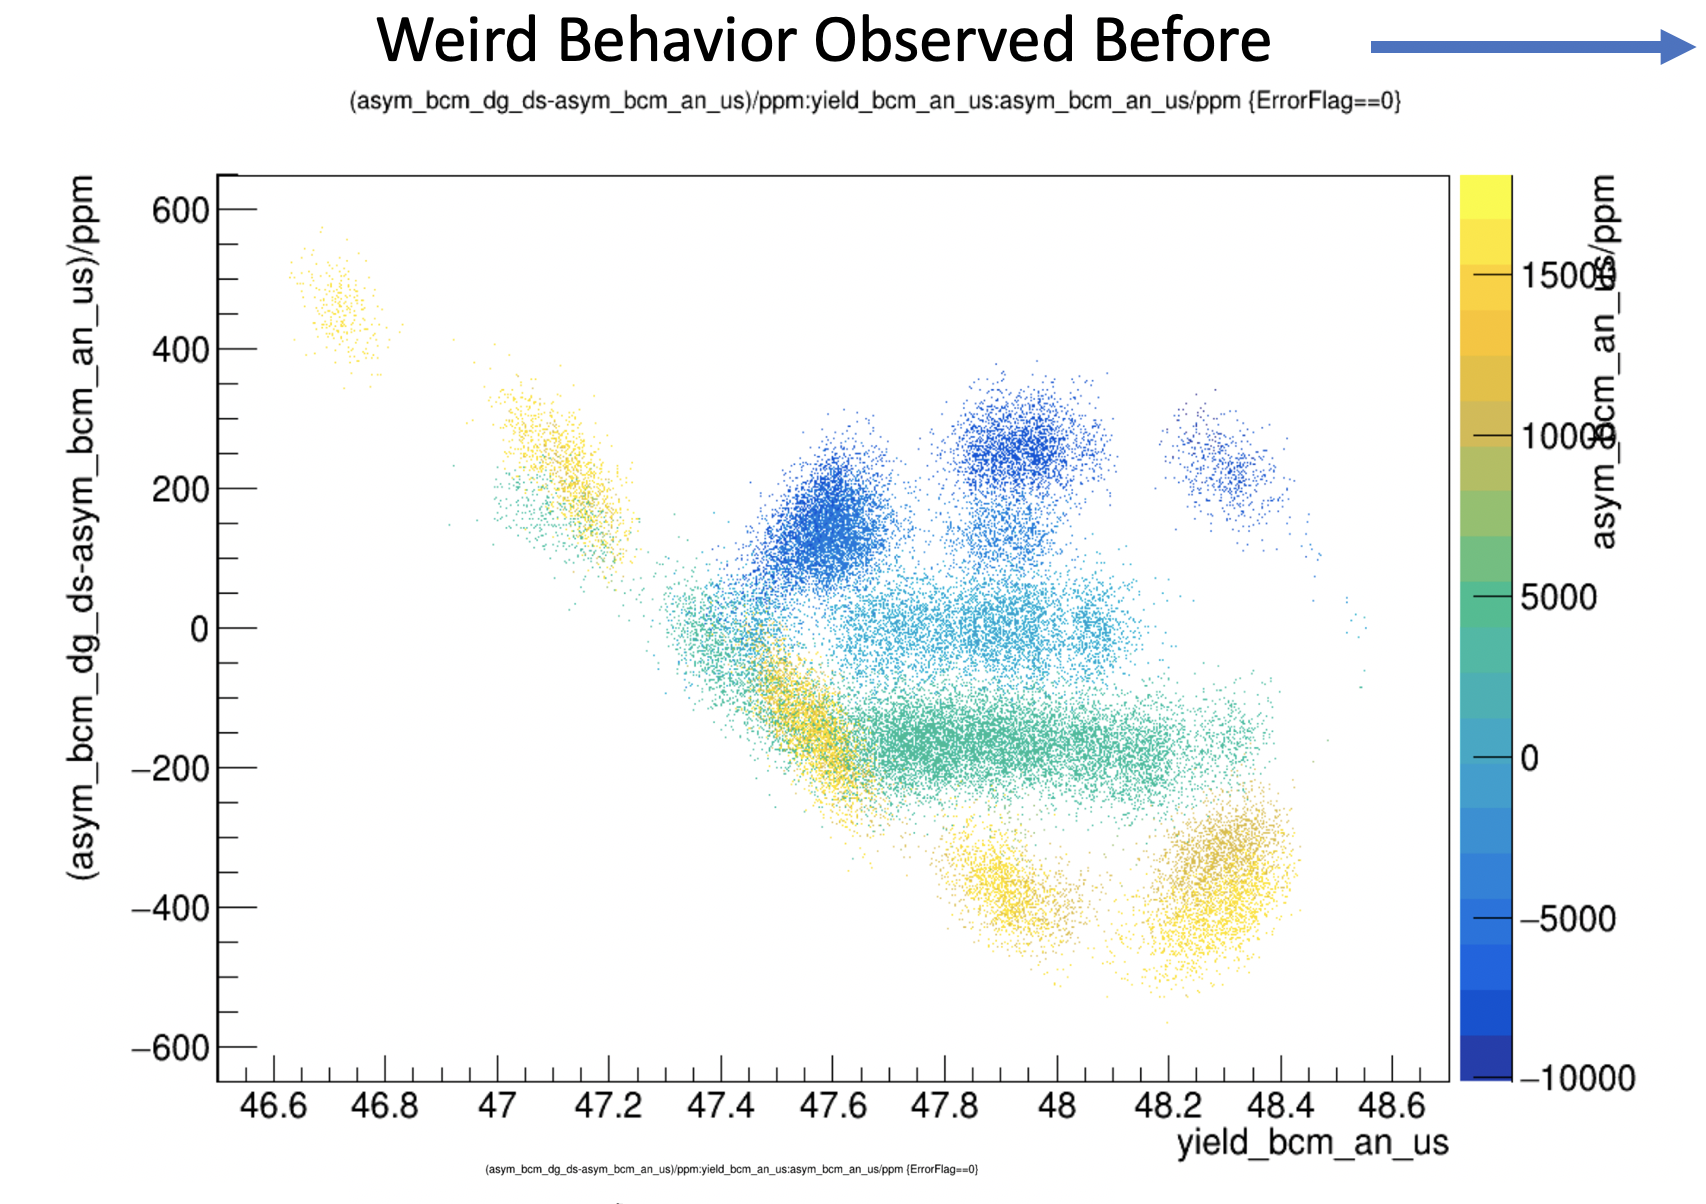 Weird Behavior Observed Before
(asym_bcm_dg_ds-asym_bcm_an_us)/ppm:yield_bcm_an_us:asym_bcm_an_us/ppm {ErrorFlag==0}
(asym_bcm_dg_ds-asym_bcm_an_us)/ppm
600
400
200
0
−200
−400
−600
46.6 46.8 47 47.2 47.4 47.6 47.8 48 48.2 48.4 48.6
yield_bcm_an_us
15000
10000
5000
0
−5000
−10000
asym_bcm_an_us/ppm
(asym_bcm_dg_ds-asym_bcm_an_us)/ppm:yield_bcm_an_us:asym_bcm_an_us/ppm {ErrorFlag==0}